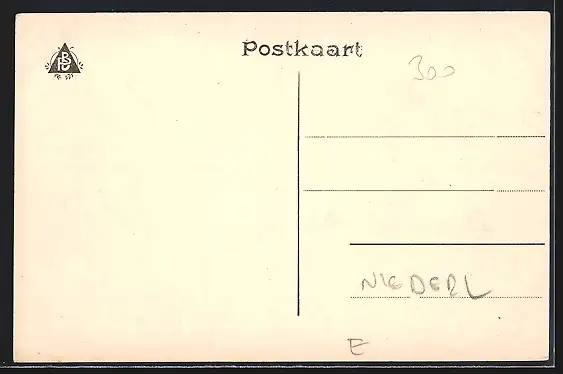 Postkaart
300
NIEDERL
E